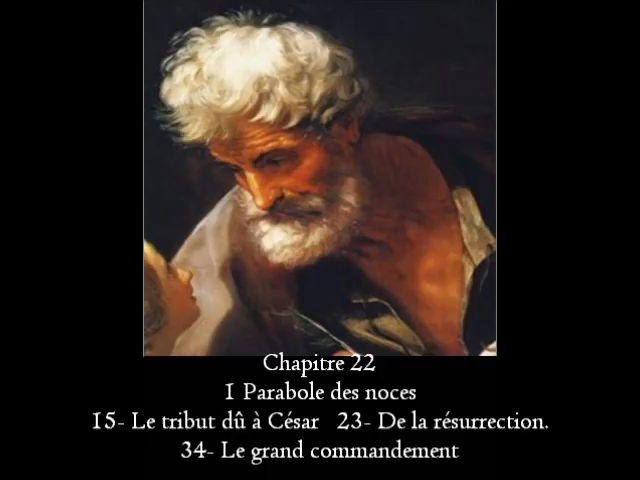 Chapitre 22
1 Parabole des noces
15- Le tribut dû à César   23- De la résurrection.
34- Le grand commandement